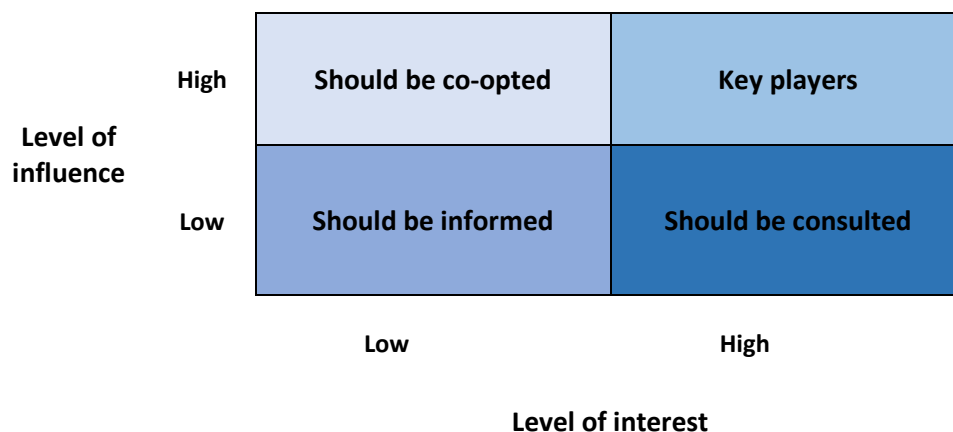 High
Should be co-opted
Key players
Level of
influence
Low
Should be informed
Should be consulted
Low
High
Level of interest